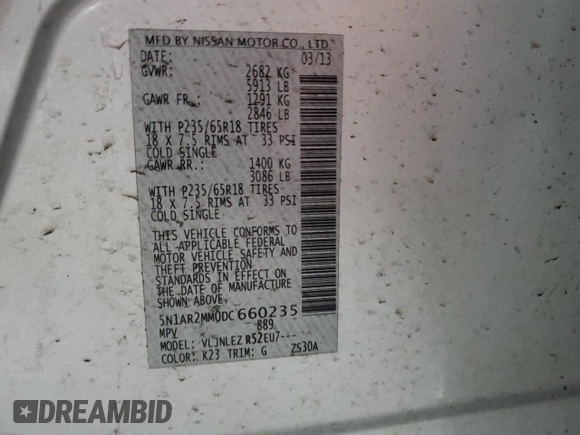 MFD BY NISSAN MOTOR CO., LTD.
DATE: 03/13
GVWR: 2682 KG
5913 LB
GAWR FR.: 1291 KG
2846 LB
WITH P235/65R18 TIRES
18 X 7.5 RIMS AT 33 PSI
COLD SINGLE
GAWR RR.: 1400 KG
3086 LB
WITH P235/65R18 TIRES
18 X 7.5 RIMS AT 33 PSI
COLD SINGLE
THIS VEHICLE CONFORMS TO
ALL APPLICABLE FEDERAL
MOTOR VEHICLE SAFETY AND
THEFT PREVENTION
STANDARDS IN EFFECT ON
THE DATE OF MANUFACTURE
SHOWN ABOVE.
5N1AR2MM0DC660235
MPV 889
MODEL: VLJNLEZ R52EU7---
COLOR: K23 TRIM: G ZS30A
DREAMBID